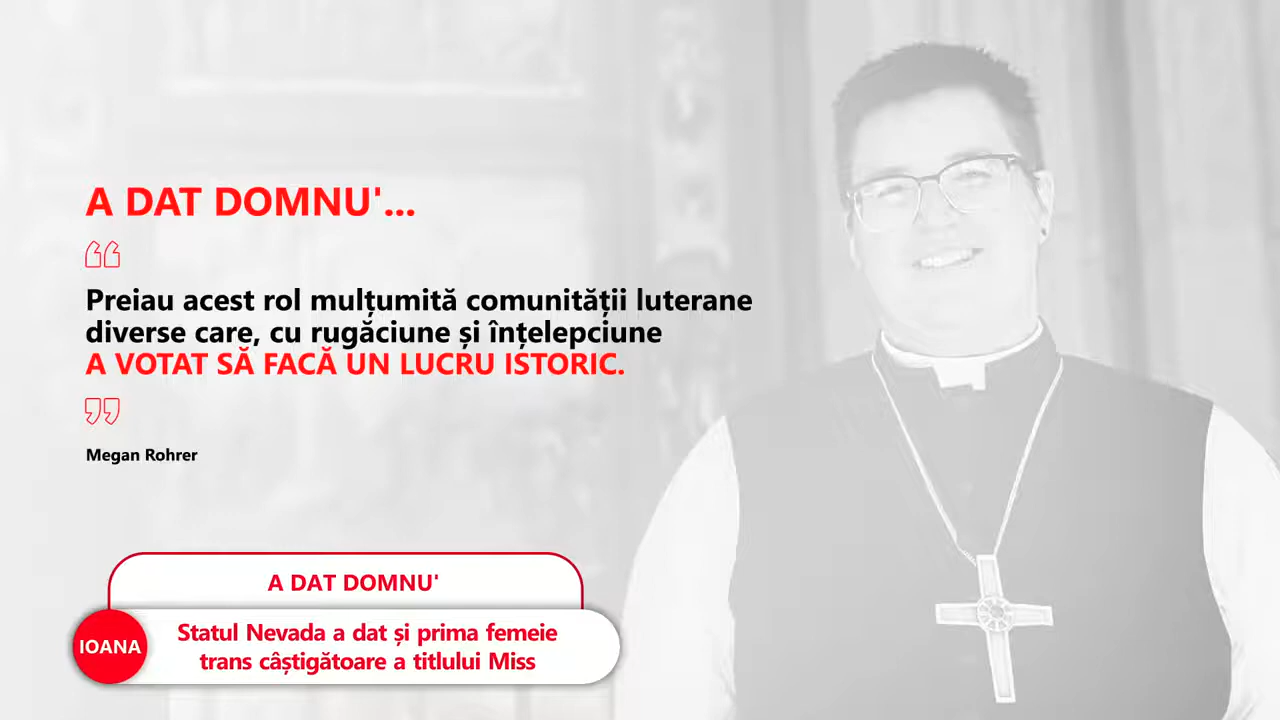 A DAT DOMNU'...
Preiau acest rol mulțumită comunității luterane
diverse care, cu rugăciune și înțelepciune
A VOTAT SĂ FACĂ UN LUCRU ISTORIC.
Megan Rohrer
A DAT DOMNU'
IOANA
Statul Nevada a dat și prima femeie
trans câștigătoare a titlului Miss